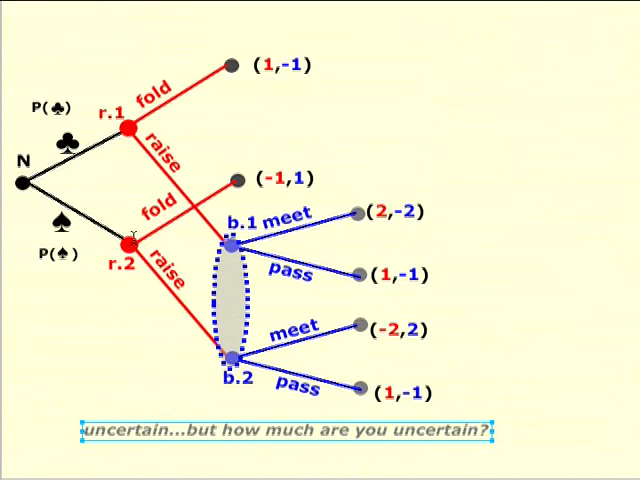 (1,-1)
fold
P(♣)
r.1
♣
raise
N
(-1,1)
fold
♠
P(♠)
r.2
raise
b.1
meet
(2,-2)
pass
(1,-1)
meet
(-2,2)
b.2
pass
(1,-1)
uncertain...but how much are you uncertain?